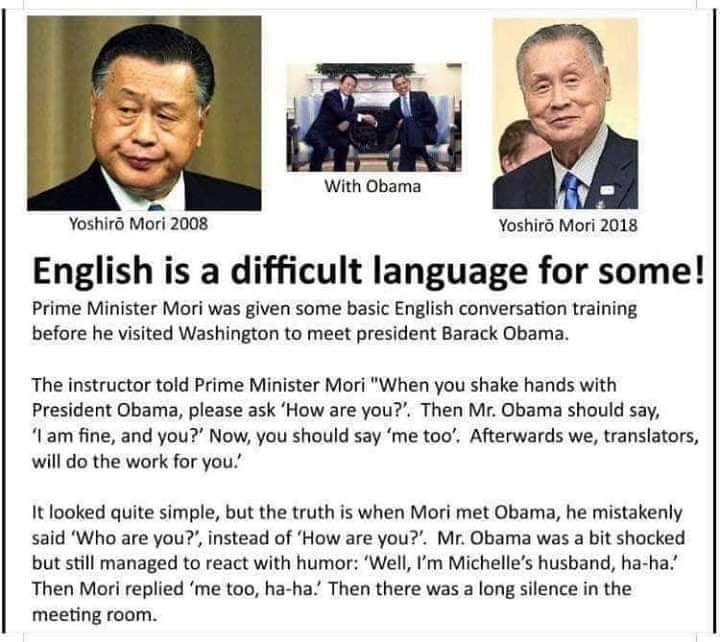 With Obama
Yoshirō Mori 2008
Yoshirō Mori 2018
English is a difficult language for some!
Prime Minister Mori was given some basic English conversation training
before he visited Washington to meet president Barack Obama.
The instructor told Prime Minister Mori "When you shake hands with
President Obama, please ask ‘How are you?’. Then Mr. Obama should say,
‘I am fine, and you?’ Now, you should say ‘me too’. Afterwards we, translators,
will do the work for you.’
It looked quite simple, but the truth is when Mori met Obama, he mistakenly
said ‘Who are you?’, instead of ‘How are you?’. Mr. Obama was a bit shocked
but still managed to react with humor: ‘Well, I’m Michelle’s husband, ha-ha.’
Then Mori replied ‘me too, ha-ha.’ Then there was a long silence in the
meeting room.